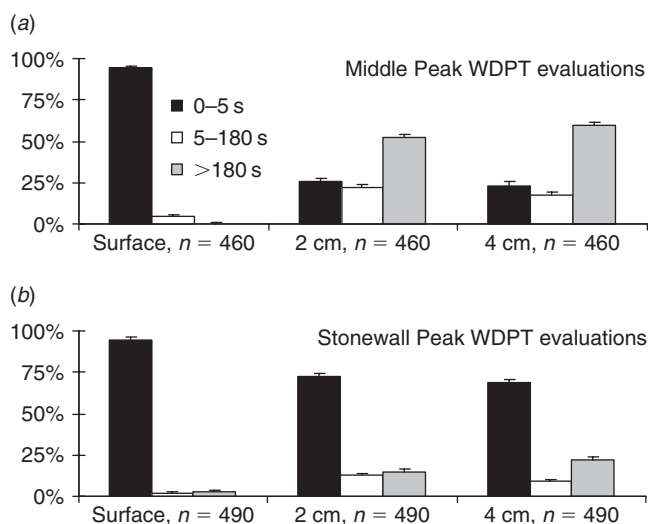 (a)
100%
Middle Peak WDPT evaluations
75%
0–5 s
5–180 s
50%
>180 s
25%
0%
Surface, n = 460
2 cm, n = 460
4 cm, n = 460
(b)
100%
Stonewall Peak WDPT evaluations
75%
50%
25%
0%
Surface, n = 490
2 cm, n = 490
4 cm, n = 490